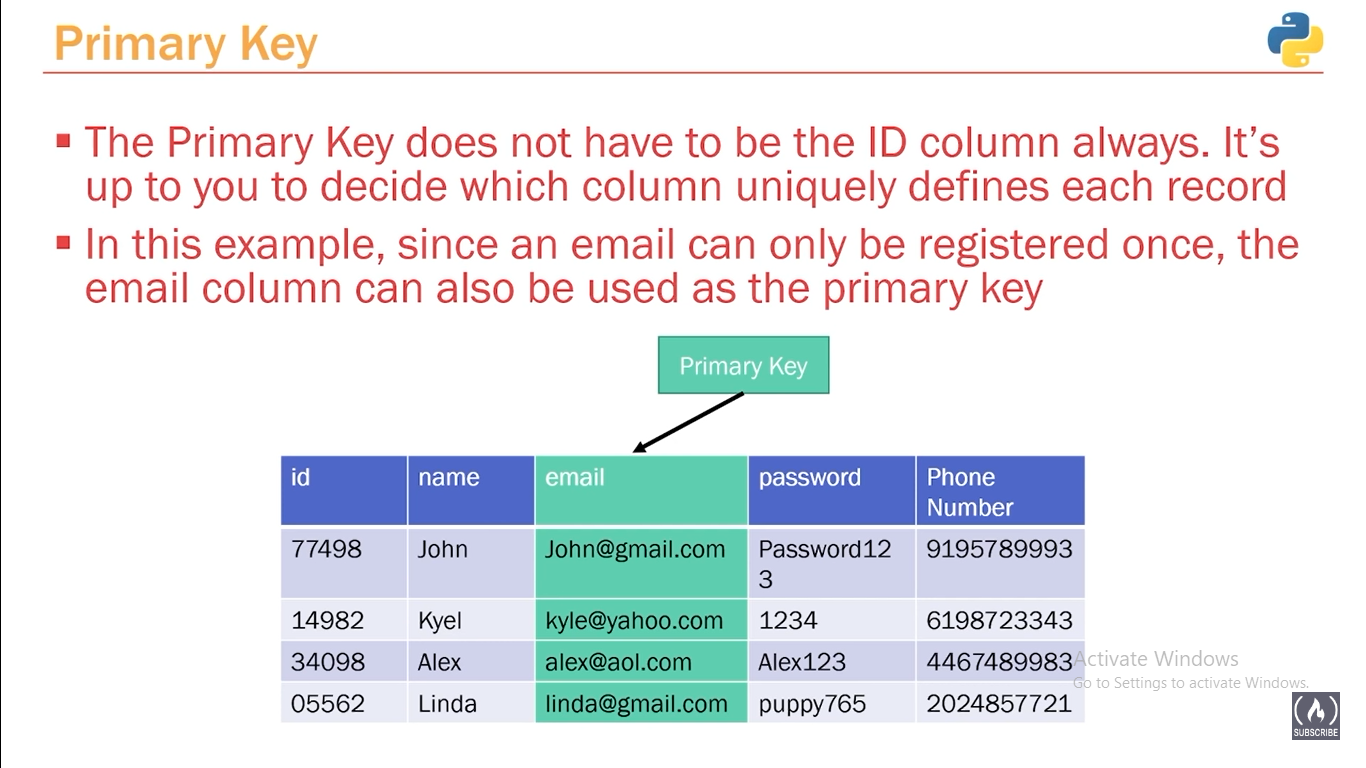 Primary Key
The Primary Key does not have to be the ID column always. It's
up to you to decide which column uniquely defines each record
In this example, since an email can only be registered once, the
email column can also be used as the primary key
Primary Key
id name email password Phone
Number
77498 John John@gmail.com Password12 9195789993
3
14982 Kyel kyle@yahoo.com 1234 6198723343
34098 Alex alex@aol.com Alex123 4467489983
Activate Windows
Go to Settings to activate Windows.
05562 Linda linda@gmail.com puppy765 2024857721
SUBSCRIBE